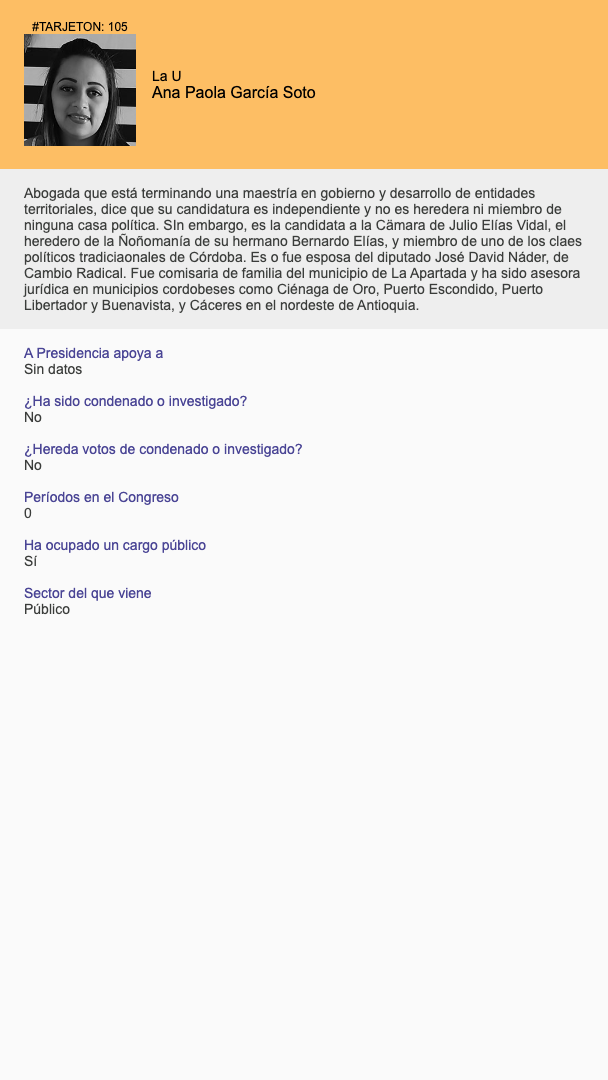 #TARJETON: 105
La U
Ana Paola García Soto
Abogada que está terminando una maestría en gobierno y desarrollo de entidades
territoriales, dice que su candidatura es independiente y no es heredera ni miembro de
ninguna casa política. SIn embargo, es la candidata a la Cämara de Julio Elías Vidal, el
heredero de la Ñoñomanía de su hermano Bernardo Elías, y miembro de uno de los claes
políticos tradiciaonales de Córdoba. Es o fue esposa del diputado José David Náder, de
Cambio Radical. Fue comisaria de familia del municipio de La Apartada y ha sido asesora
jurídica en municipios cordobeses como Ciénaga de Oro, Puerto Escondido, Puerto
Libertador y Buenavista, y Cáceres en el nordeste de Antioquia.
A Presidencia apoya a
Sin datos
¿Ha sido condenado o investigado?
No
¿Hereda votos de condenado o investigado?
No
Períodos en el Congreso
0
Ha ocupado un cargo público
Sí
Sector del que viene
Público